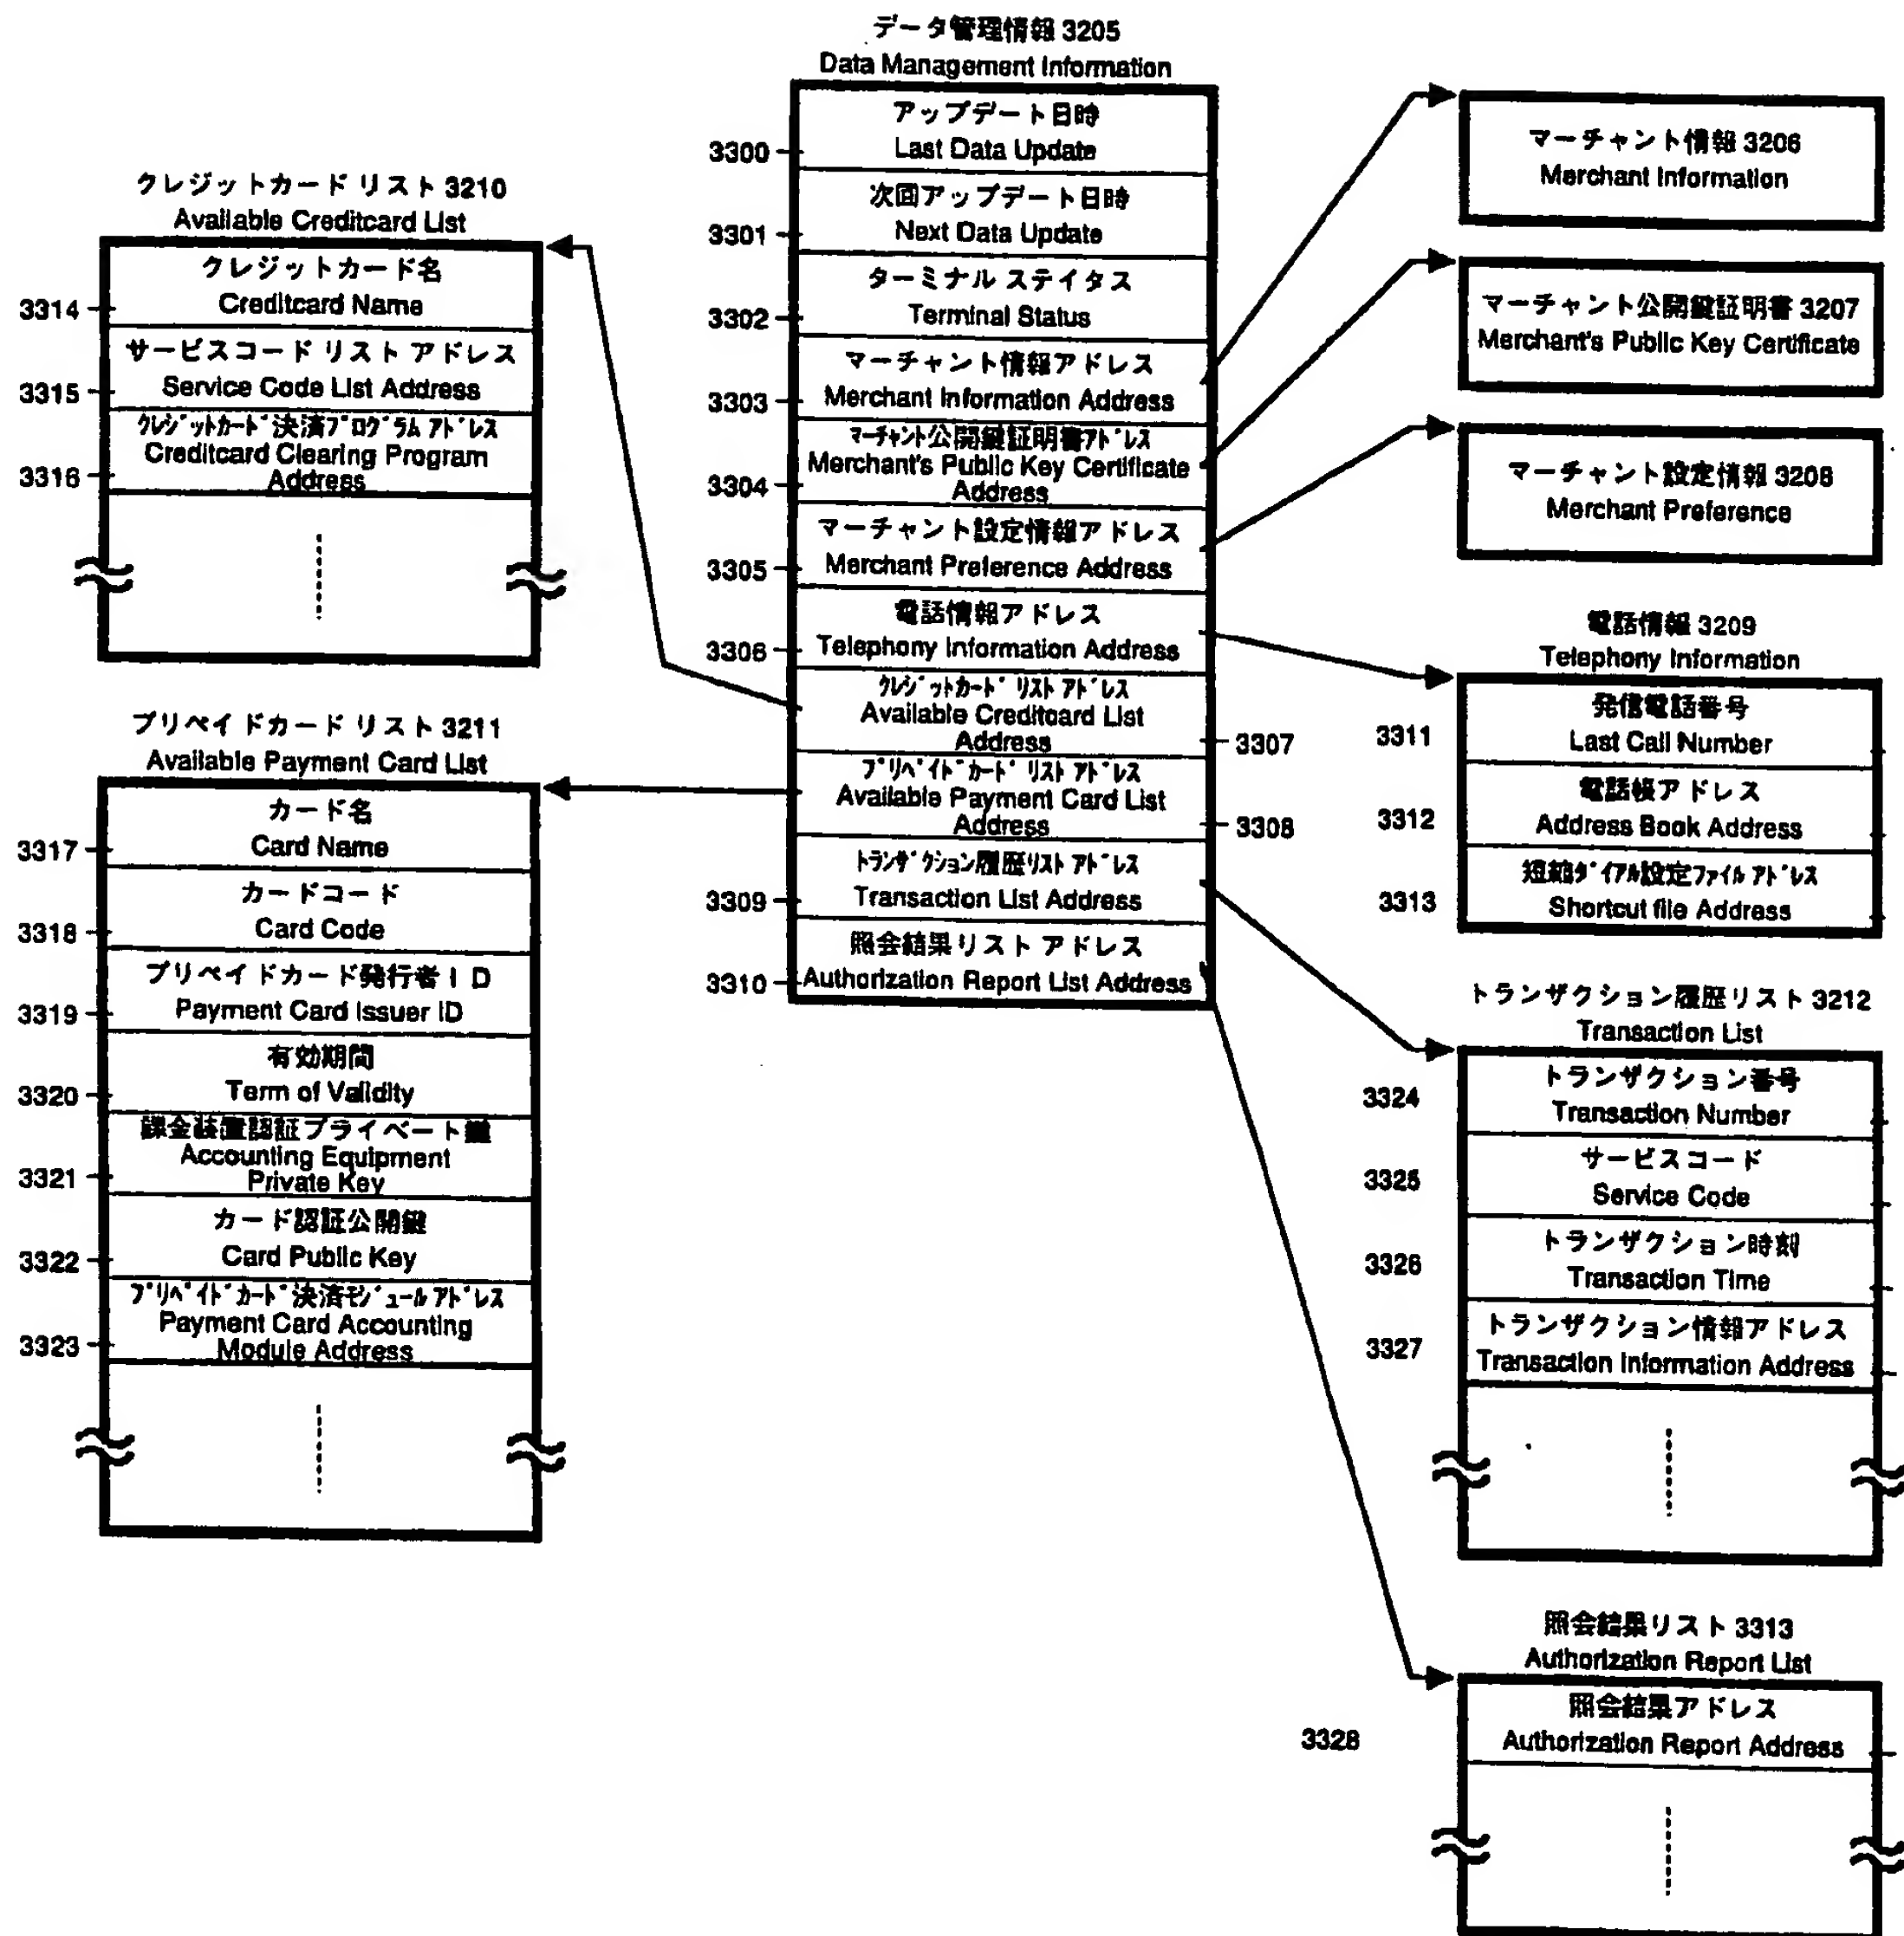 データ管理情報 3205
Data Management Information
アップデート日時
Last Data Update
3300
次回アップデート日時
Next Data Update
3301
ターミナル ステイタス
Terminal Status
3302
マーチャント情報アドレス
Merchant Information Address
3303
マーチャント公開鍵証明書アドレス
Merchant's Public Key Certificate
Address
3304
マーチャント設定情報アドレス
Merchant Preference Address
3305
電話情報アドレス
Telephony Information Address
3306
クレジットカード リスト アドレス
Available Creditcard List
Address
3307
プリペイドカード リスト アドレス
Available Payment Card List
Address
3308
トランザクション履歴リスト アドレス
Transaction List Address
3309
照会結果リスト アドレス
Authorization Report List Address
3310
クレジットカード リスト 3210
Available Creditcard List
クレジットカード名
Creditcard Name
3314
サービスコード リスト アドレス
Service Code List Address
3315
クレジットカード決済プログラム アドレス
Creditcard Clearing Program
Address
3316
プリペイドカード リスト 3211
Available Payment Card List
カード名
Card Name
3317
カードコード
Card Code
3318
プリペイドカード発行者ID
Payment Card Issuer ID
3319
有効期間
Term of Validity
3320
課金装置認証プライベート鍵
Accounting Equipment
Private Key
3321
カード認証公開鍵
Card Public Key
3322
プリペイドカード決済モジュール アドレス
Payment Card Accounting
Module Address
3323
マーチャント情報 3206
Merchant Information
マーチャント公開鍵証明書 3207
Merchant's Public Key Certificate
マーチャント設定情報 3208
Merchant Preference
電話情報 3209
Telephony Information
発信電話番号
Last Call Number
3311
電話帳アドレス
Address Book Address
3312
短縮ダイアル設定ファイル アドレス
Shortcut file Address
3313
トランザクション履歴リスト 3212
Transaction List
トランザクション番号
Transaction Number
3324
サービスコード
Service Code
3325
トランザクション時刻
Transaction Time
3326
トランザクション情報アドレス
Transaction Information Address
3327
照会結果リスト 3313
Authorization Report List
照会結果アドレス
Authorization Report Address
3328